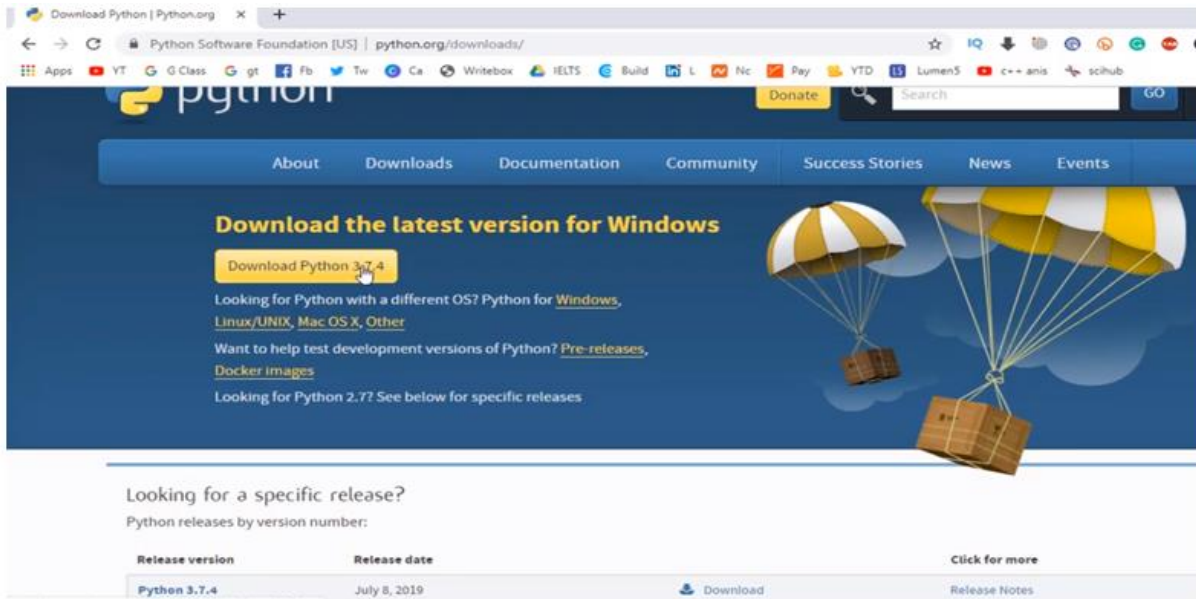 Download Python | Python.org
Python Software Foundation [US] | python.org/downloads/
Apps YT G Class gt Fb Tw Ca Writebox IELTS Build L Nc Pay YTD Lumen5 c++ anis scihub
python
Donate Search GO
About Downloads Documentation Community Success Stories News Events
Download the latest version for Windows
Download Python 3.7.4
Looking for Python with a different OS? Python for Windows,
Linux/UNIX, Mac OS X, Other
Want to help test development versions of Python? Pre-releases,
Docker images
Looking for Python 2.7? See below for specific releases
Looking for a specific release?
Python releases by version number:
Release version Release date Click for more
Python 3.7.4 July 8, 2019 Download Release Notes